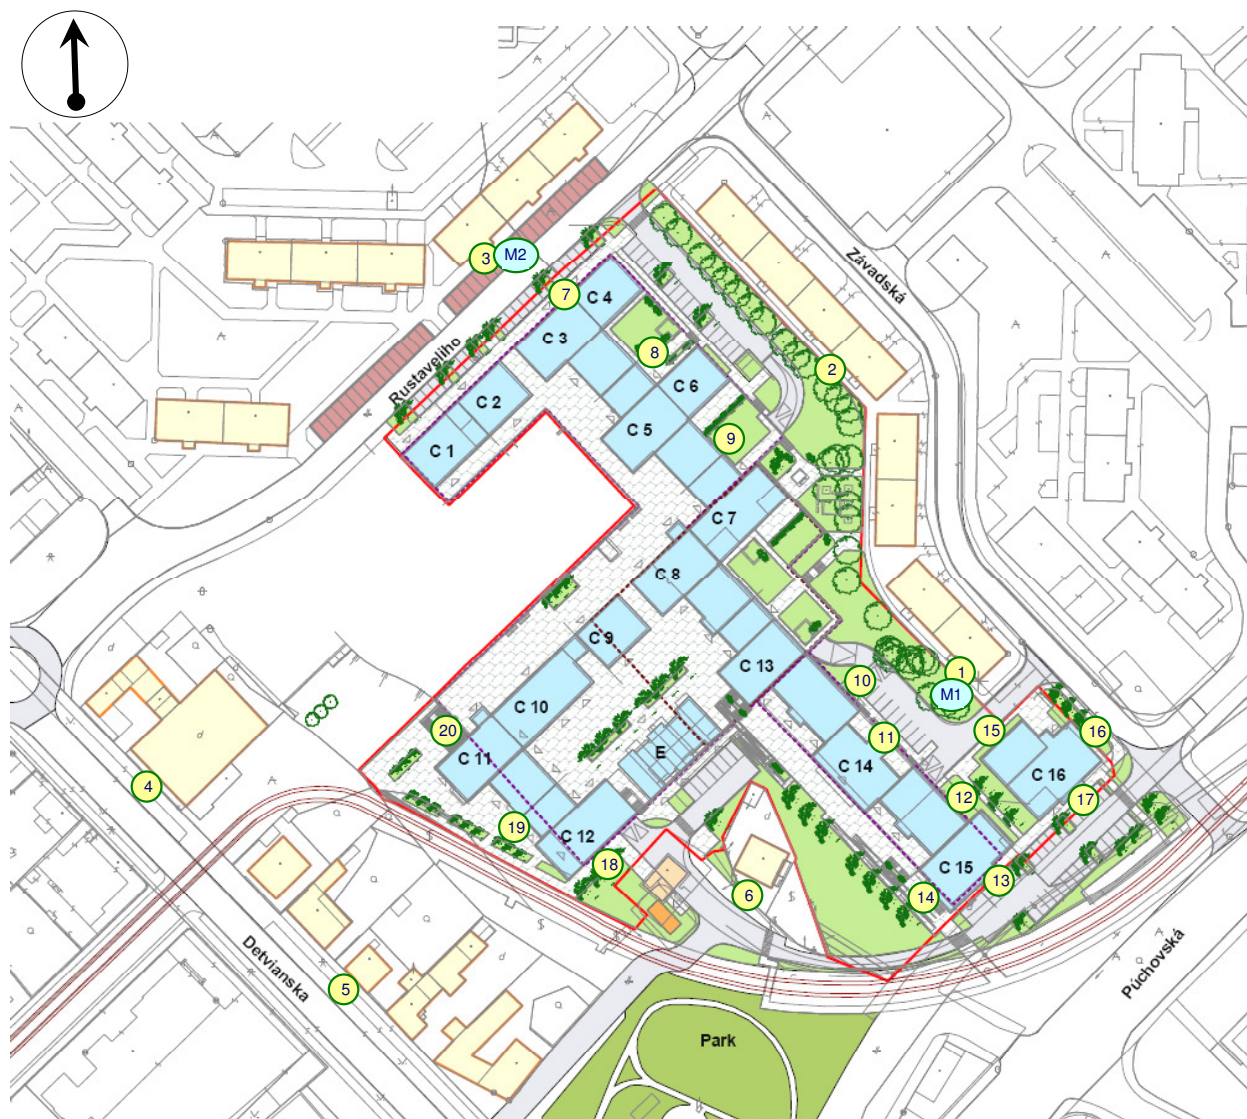 Závadská
3
M2
7
C 4
C 3
Rustaveliho
8
2
C 6
C 2
C 5
9
C 1
C 7
C 8
C 9
C 13
10
1
M1
C 10
20
11
15
16
E
C 11
C 14
C 16
4
12
17
19
C 12
18
C 15
13
6
14
Detvianska
5
Púchovská
Park